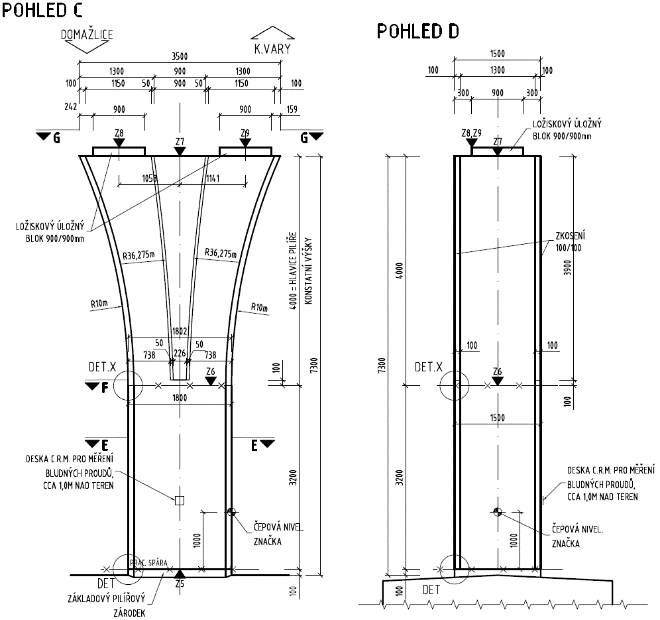 POHLED C
DOMAŽLICE
K.VARY
3500
1300 900 1300
100 1150 50 900 50 1150 100
242 900 900 159
G Z8 Z7 Z9 G
1058 1141
LOŽISKOVÝ ÚLOŽNÝ
BLOK 900/900mm
R36,275m R36,275m
R10m R10m
4000 = HLAVICE PILÍŘE
KONSTATNÍ VÝŠKY
7300
1802
50 50
738 226 738
100
DET.X
Z6
F
1800
E E
3200
DESKA C.R.M. PRO MĚŘENÍ
BLUDNÝCH PROUDŮ,
CCA 1,0M NAD TEREN
ČEPOVÁ NIVEL.
ZNAČKA
1000
PRAC. SPÁRA
DET
Z5
100
ZÁKLADOVÝ PILÍŘOVÝ
ZÁRODEK
POHLED D
1500
100 1300 100
300 900 300
Z8,Z9
Z7
LOŽISKOVÝ ÚLOŽNÝ
BLOK 900/900mm
ZKOSENÍ
100/100
4000
3900
7300
100 100
DET.X
Z6
100
1500
3200
DESKA C.R.M. PRO MĚŘENÍ
BLUDNÝCH PROUDŮ,
CCA 1,0M NAD TEREN
ČEPOVÁ NIVEL.
ZNAČKA
1000
DET
100